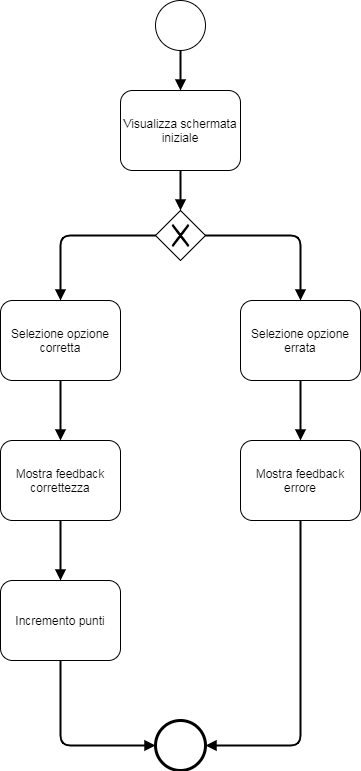 Visualizza schermata
iniziale
Selezione opzione
corretta
Selezione opzione
errata
Mostra feedback
correttezza
Mostra feedback
errore
Incremento punti